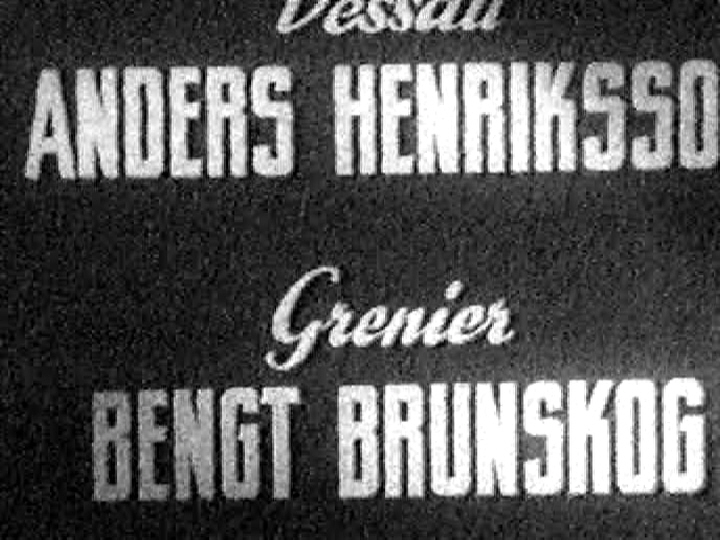 Dessau
ANDERS HENRIKSSO
Grenier
BENGT BRUNSKOG